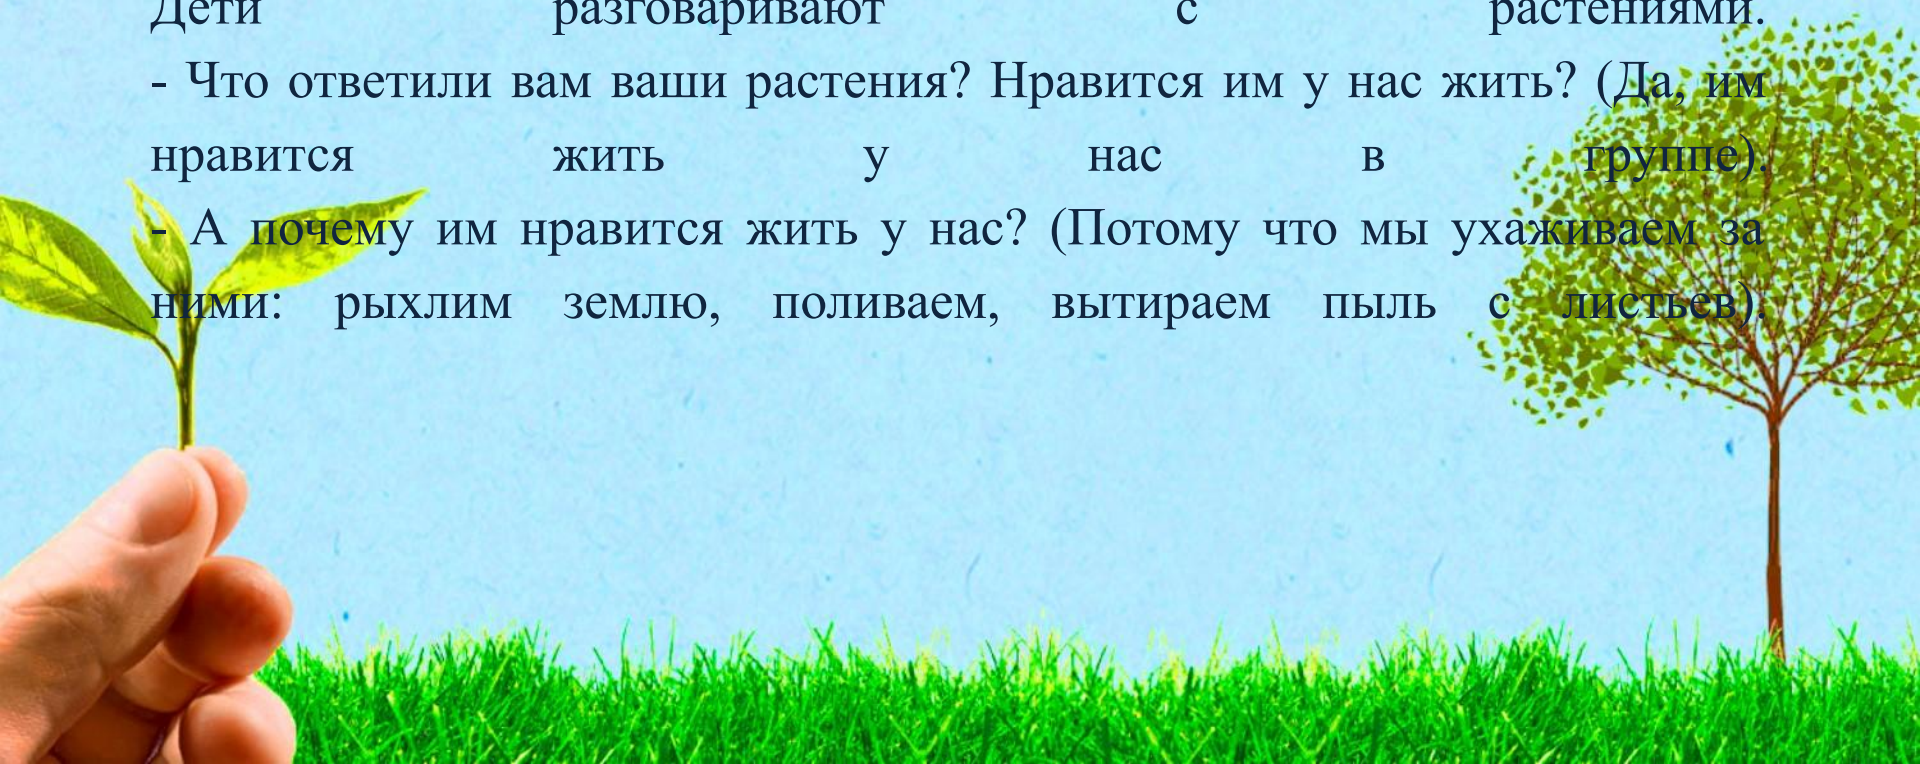 Дети разговаривают с растениями.
- Что ответили вам ваши растения? Нравится им у нас жить? (Да, им
нравится жить у нас в группе).
- А почему им нравится жить у нас? (Потому что мы ухаживаем за
ними: рыхлим землю, поливаем, вытираем пыль с листьев).